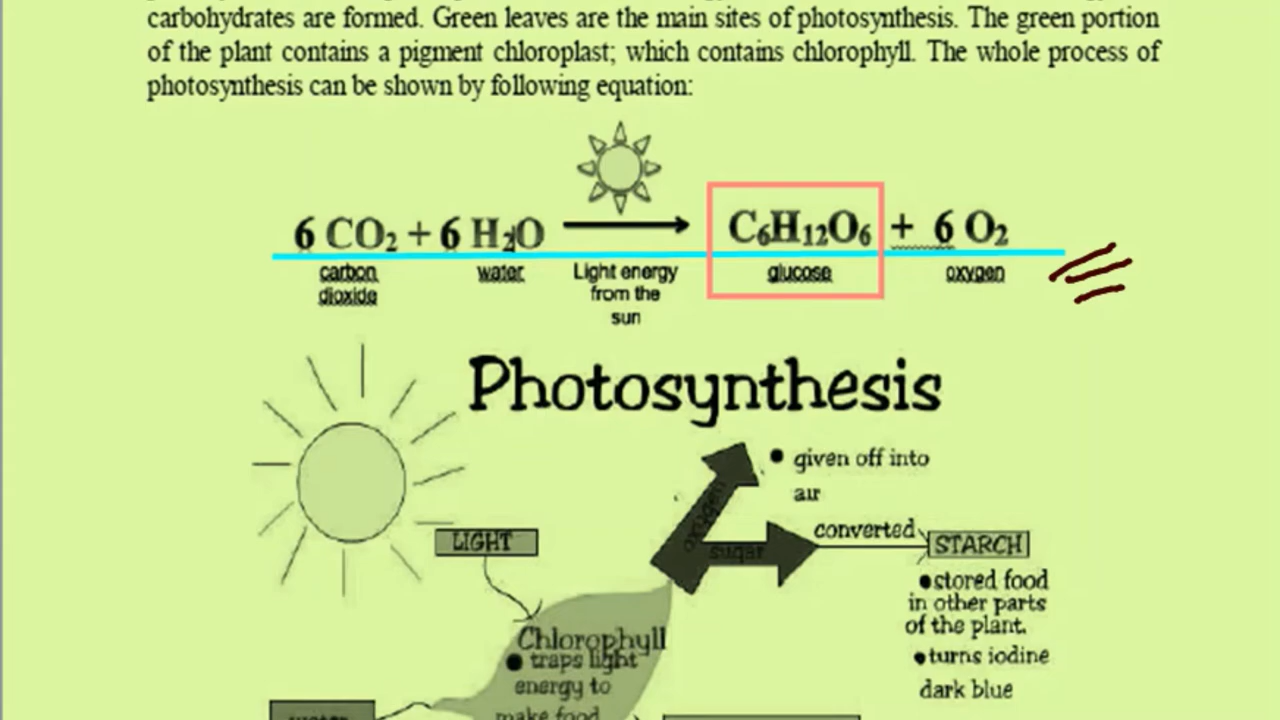 carbohydrates are formed. Green leaves are the main sites of photosynthesis. The green portion
of the plant contains a pigment chloroplast; which contains chlorophyll. The whole process of
photosynthesis can be shown by following equation:
6 CO₂ + 6 H₂O C₆H₁₂O₆ + 6 O₂
carbon dioxide water Light energy from the sun glucose oxygen
Photosynthesis
given off into
air
oxygen
sugar
converted
STARCH
LIGHT
stored food
in other parts
of the plant.
turns iodine
dark blue
Chlorophyll
traps light
energy to
make food